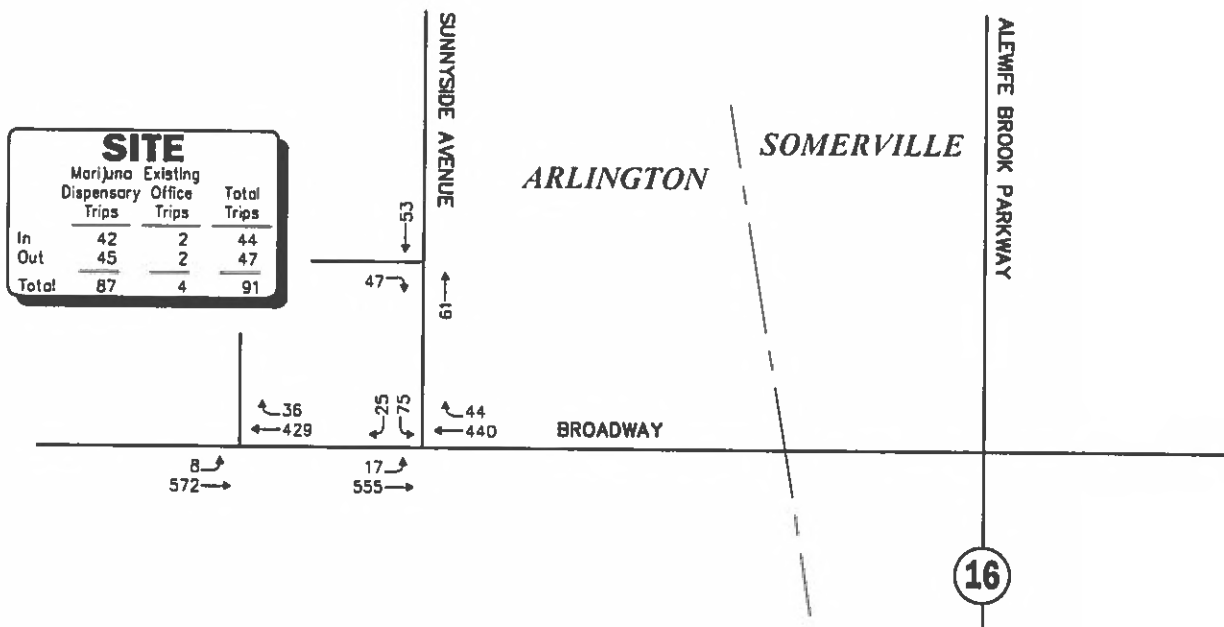 SITE
Marijuna Existing
Dispensary Office Total
Trips Trips Trips
In 42 2 44
Out 45 2 47
Total 87 4 91
SUNNYSIDE AVENUE
ARLINGTON
SOMERVILLE
ALEWIFE BROOK PARKWAY
53
47
61
36
429
25
75
44
440
BROADWAY
8
572
17
555
16